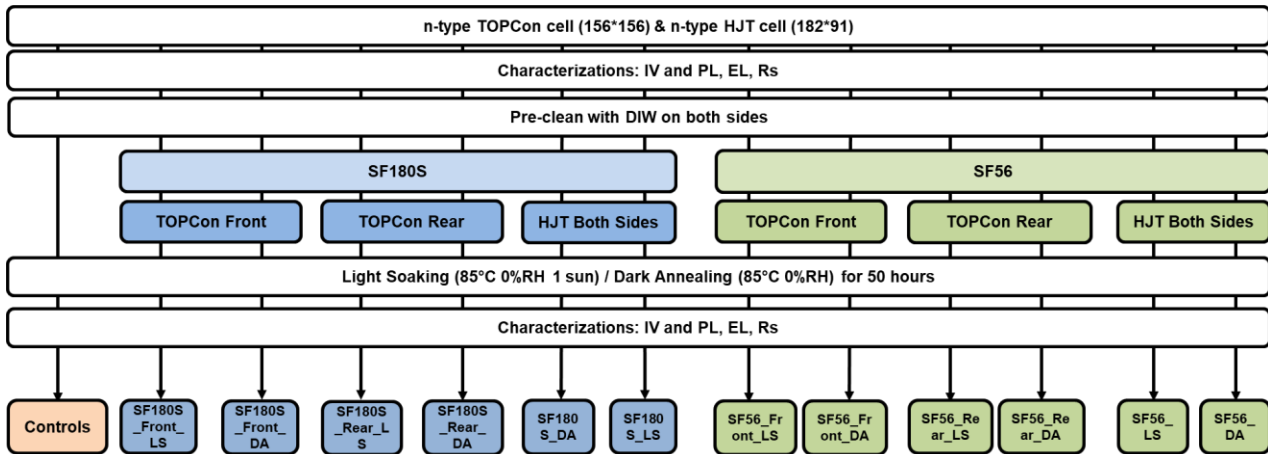 n-type TOPCon cell (156*156) & n-type HJT cell (182*91)
Characterizations: IV and PL, EL, Rs
Pre-clean with DIW on both sides
SF180S
SF56
TOPCon Front
TOPCon Rear
HJT Both Sides
TOPCon Front
TOPCon Rear
HJT Both Sides
Light Soaking (85°C 0%RH 1 sun) / Dark Annealing (85°C 0%RH) for 50 hours
Characterizations: IV and PL, EL, Rs
Controls
SF180S
_Front_
LS
SF180S
_Front_
DA
SF180S
_Rear_L
S
SF180S
_Rear_
DA
SF180
S_DA
SF180
S_LS
SF56_Fr
ont_LS
SF56_Fr
ont_DA
SF56_Re
ar_LS
SF56_Re
ar_DA
SF56_
LS
SF56_
DA